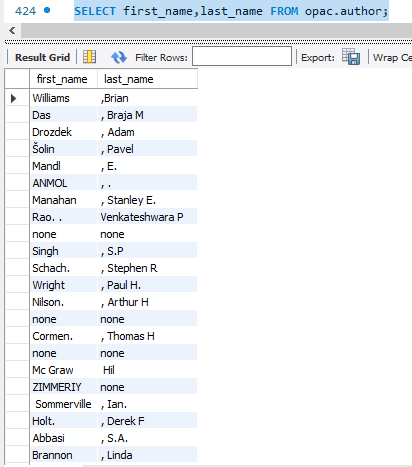 424 SELECT first_name,last_name FROM opac.author;
Result Grid Filter Rows: Export: Wrap Ce
first_name last_name
Williams ,Brian
Das , Braja M
Drozdek , Adam
Šolin , Pavel
Mandl , E.
ANMOL , .
Manahan , Stanley E.
Rao. . Venkateshwara P
none none
Singh , S.P
Schach. , Stephen R
Wright , Paul H.
Nilson. , Arthur H
none none
Cormen. , Thomas H
none none
Mc Graw Hil
ZIMMERIY none
Sommerville , Ian.
Holt. , Derek F
Abbasi , S.A.
Brannon , Linda